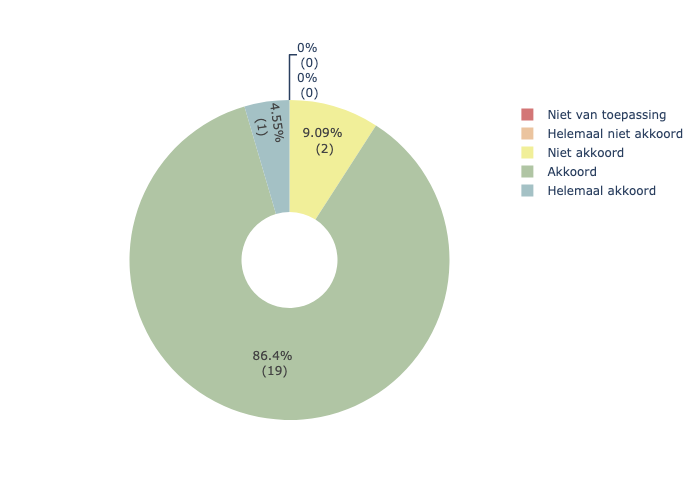 0%
(0)
0%
(0)
4.55%
(1)
9.09%
(2)
86.4%
(19)
Niet van toepassing
Helemaal niet akkoord
Niet akkoord
Akkoord
Helemaal akkoord